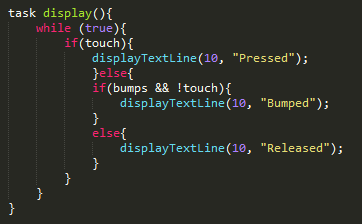 task display(){
    while (true){
        if(touch){
            displayTextLine(10, "Pressed");
            }else{
            if(bumps && !touch){
                displayTextLine(10, "Bumped");
            }
            else{
                displayTextLine(10, "Released");
            }
        }
    }
}